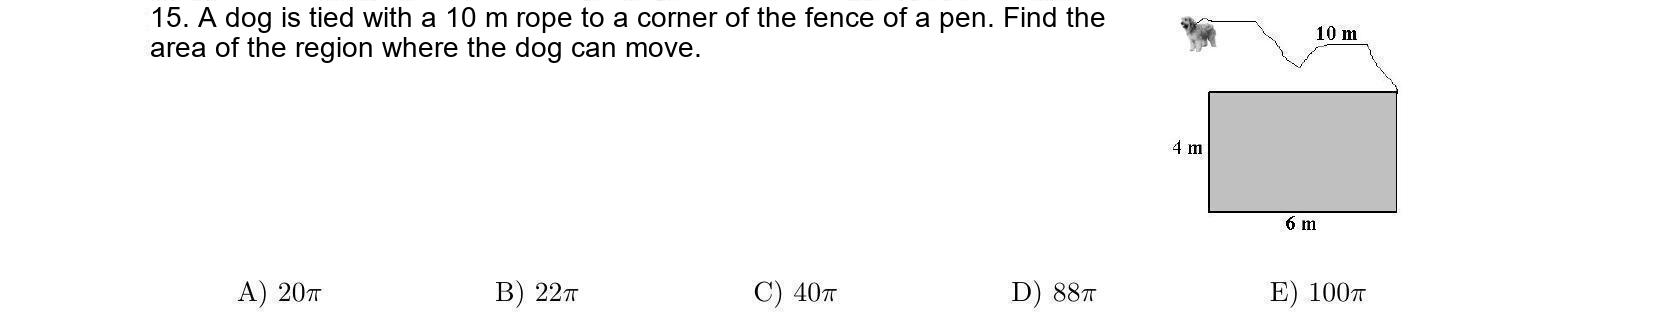 15. A dog is tied with a 10 m rope to a corner of the fence of a pen. Find the
area of the region where the dog can move.
10 m
4 m
6 m
A) 20π B) 22π C) 40π D) 88π E) 100π